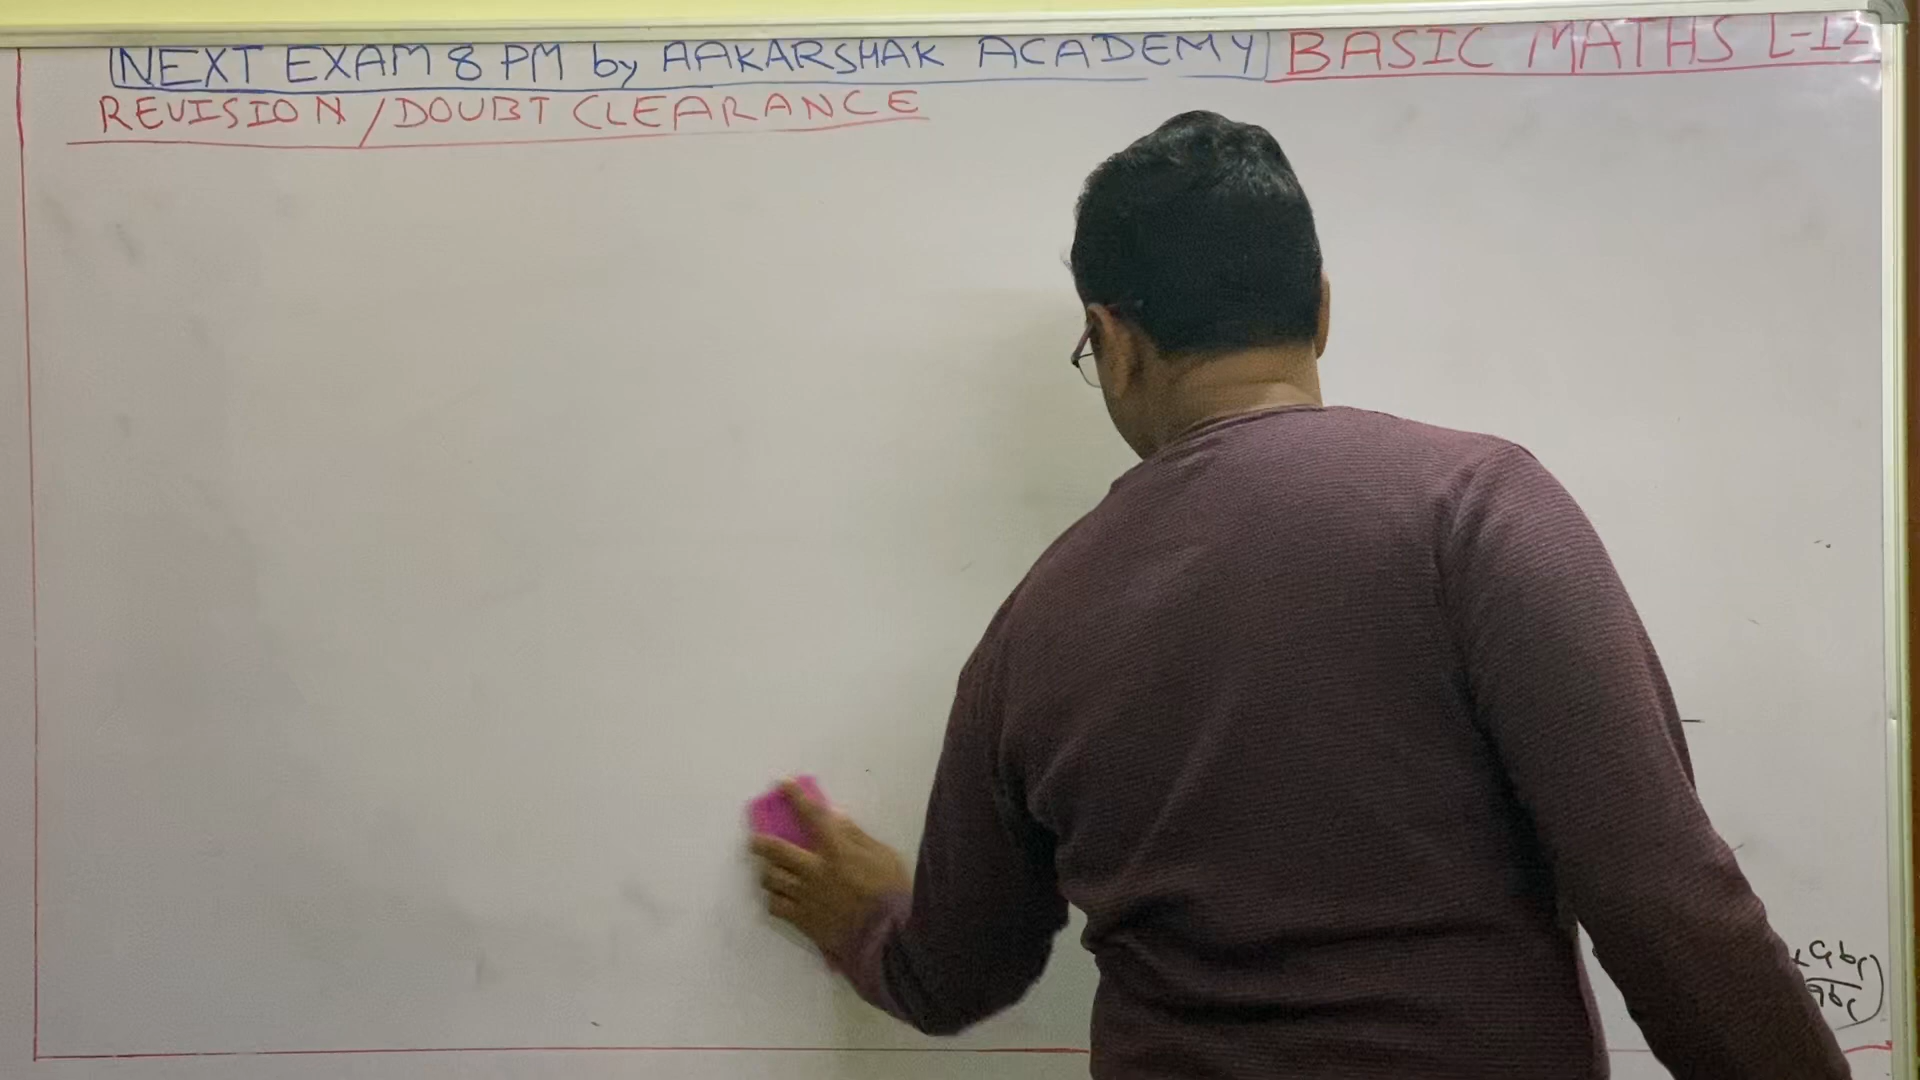 NEXT EXAM 8 PM by AAKARSHAK ACADEMY BASIC MATHS L-12
REVISION / DOUBT CLEARANCE